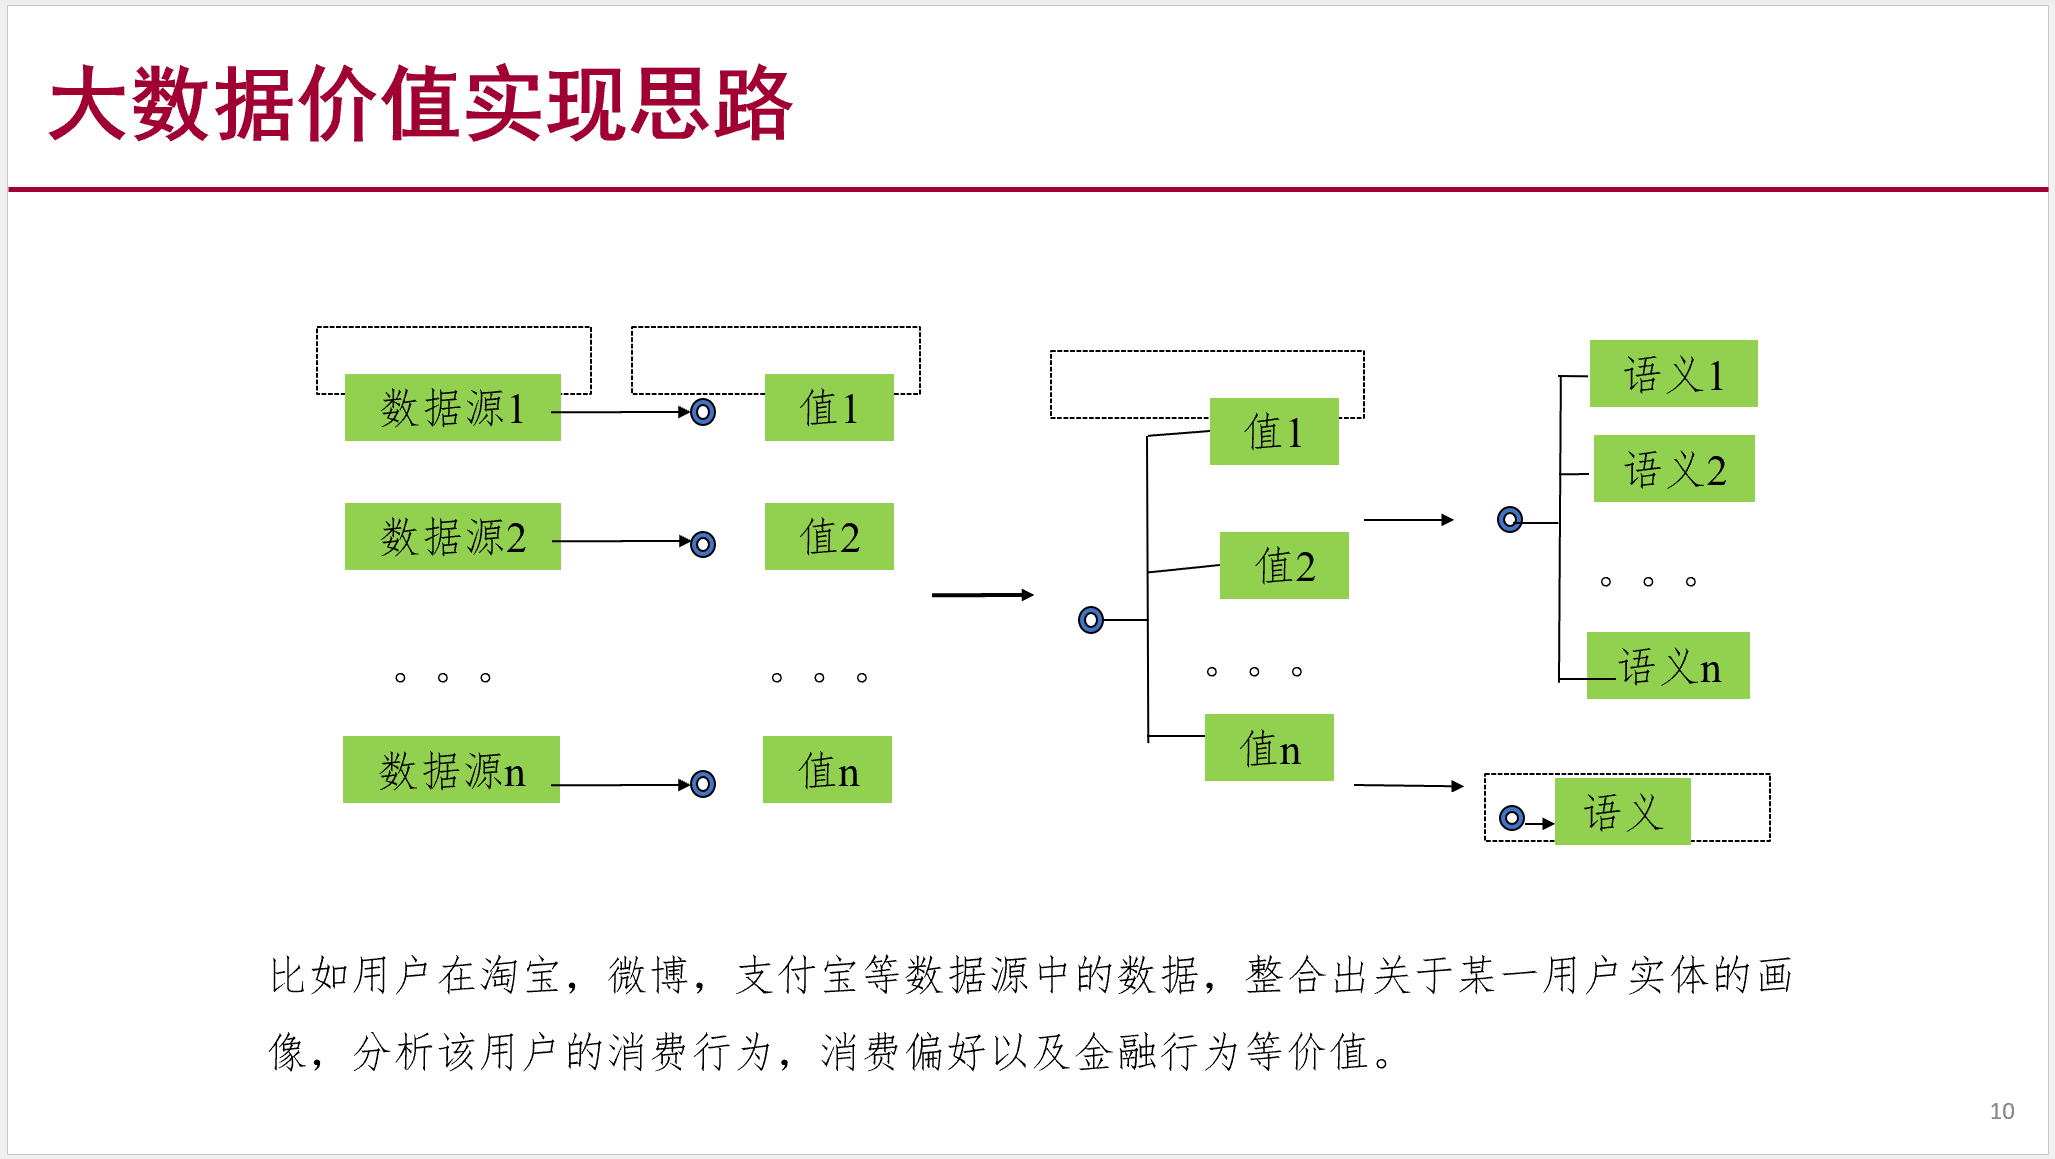 大数据价值实现思路
数据源1
值1
数据源2
值2
。。。
。。。
数据源n
值n
值1
值2
。。。
值n
语义1
语义2
。。。
语义n
语义
比如用户在淘宝，微博，支付宝等数据源中的数据，整合出关于某一用户实体的画
像，分析该用户的消费行为，消费偏好以及金融行为等价值。
10